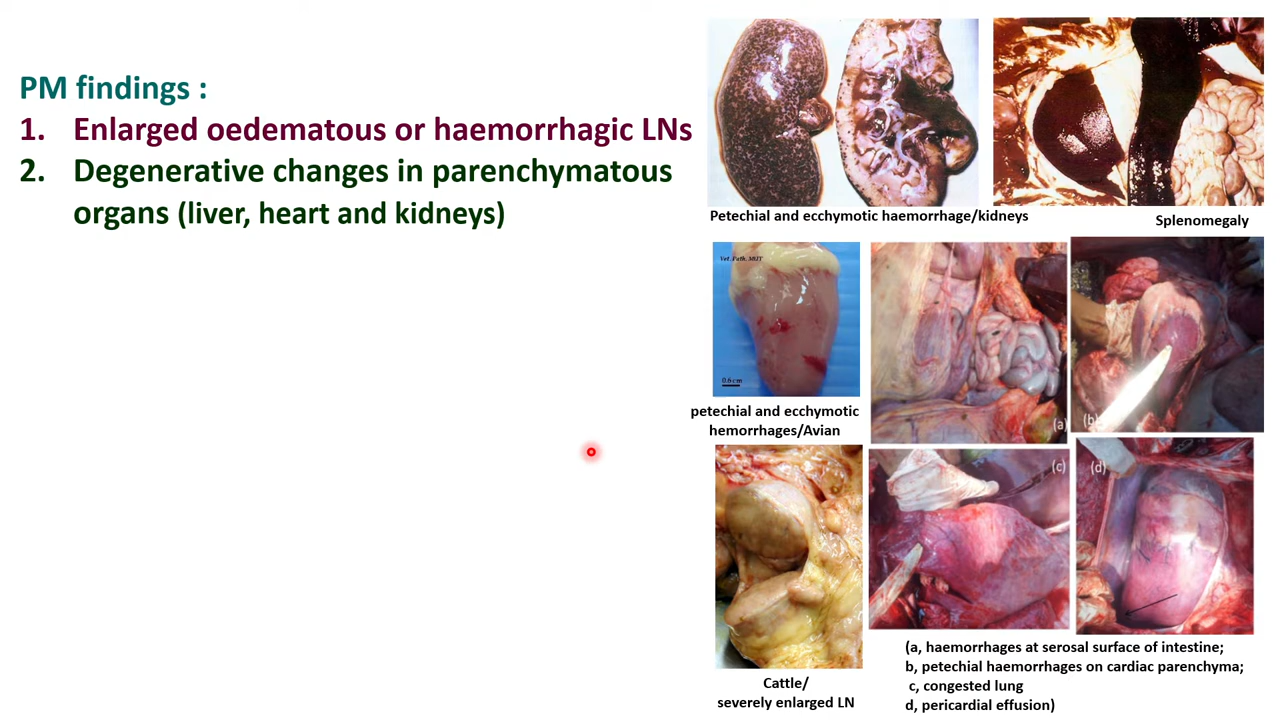 PM findings :
1. Enlarged oedematous or haemorrhagic LNs
2. Degenerative changes in parenchymatous
organs (liver, heart and kidneys)
Petechial and ecchymotic haemorrhage/kidneys
Splenomegaly
Vet. Path. MUT
0.6 cm
petechial and ecchymotic
hemorrhages/Avian
(a)
(b)
(c)
(d)
Cattle/
severely enlarged LN
(a, haemorrhages at serosal surface of intestine;
b, petechial haemorrhages on cardiac parenchyma;
c, congested lung
d, pericardial effusion)